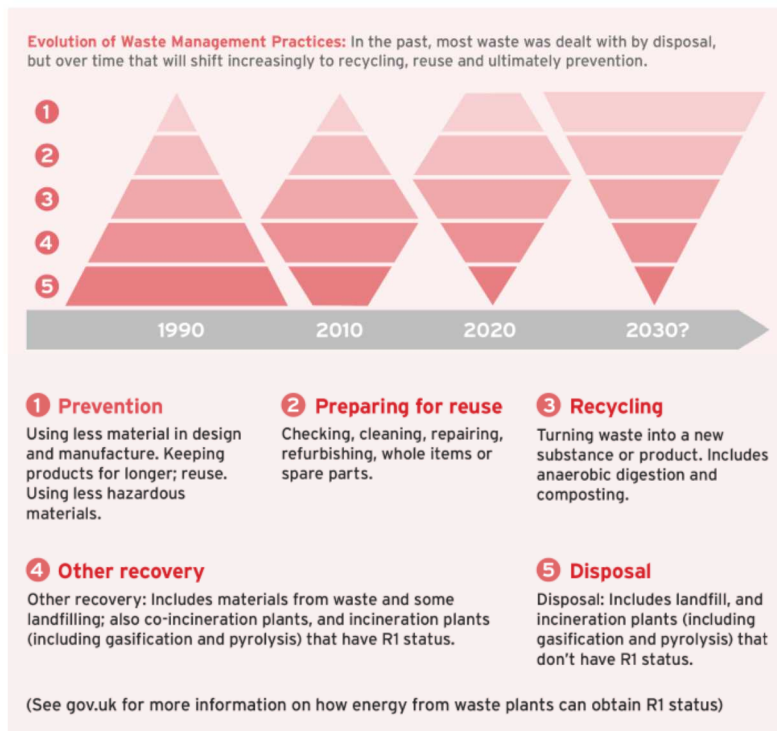 Evolution of Waste Management Practices: In the past, most waste was dealt with by disposal,
but over time that will shift increasingly to recycling, reuse and ultimately prevention.
1
2
3
4
5
1990 2010 2020 2030?
1 Prevention
Using less material in design
and manufacture. Keeping
products for longer; reuse.
Using less hazardous
materials.
2 Preparing for reuse
Checking, cleaning, repairing,
refurbishing, whole items or
spare parts.
3 Recycling
Turning waste into a new
substance or product. Includes
anaerobic digestion and
composting.
4 Other recovery
Other recovery: Includes materials from waste and some
landfilling; also co-incineration plants, and incineration plants
(including gasification and pyrolysis) that have R1 status.
5 Disposal
Disposal: Includes landfill, and
incineration plants (including
gasification and pyrolysis) that
don't have R1 status.
(See gov.uk for more information on how energy from waste plants can obtain R1 status)